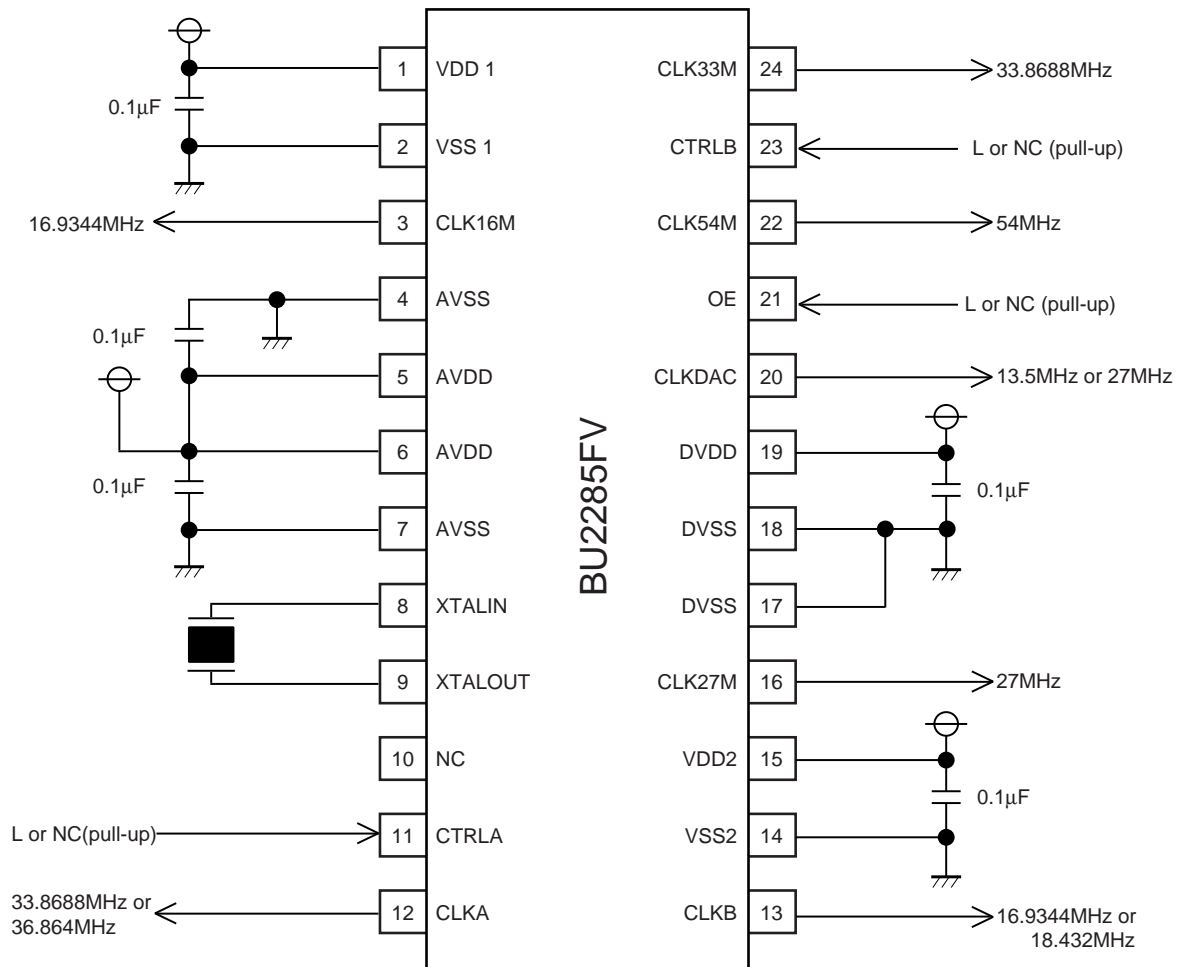 1 VDD 1
CLK33M 24
33.8688MHz
0.1μF
2 VSS 1
CTRLB 23
L or NC (pull-up)
16.9344MHz
3 CLK16M
CLK54M 22
54MHz
4 AVSS
OE 21
L or NC (pull-up)
0.1μF
5 AVDD
CLKDAC 20
13.5MHz or 27MHz
6 AVDD
DVDD 19
0.1μF
0.1μF
7 AVSS
DVSS 18
BU2285FV
8 XTALIN
DVSS 17
9 XTALOUT
CLK27M 16
27MHz
10 NC
VDD2 15
0.1μF
L or NC(pull-up)
11 CTRLA
VSS2 14
33.8688MHz or
36.864MHz
12 CLKA
CLKB 13
16.9344MHz or
18.432MHz